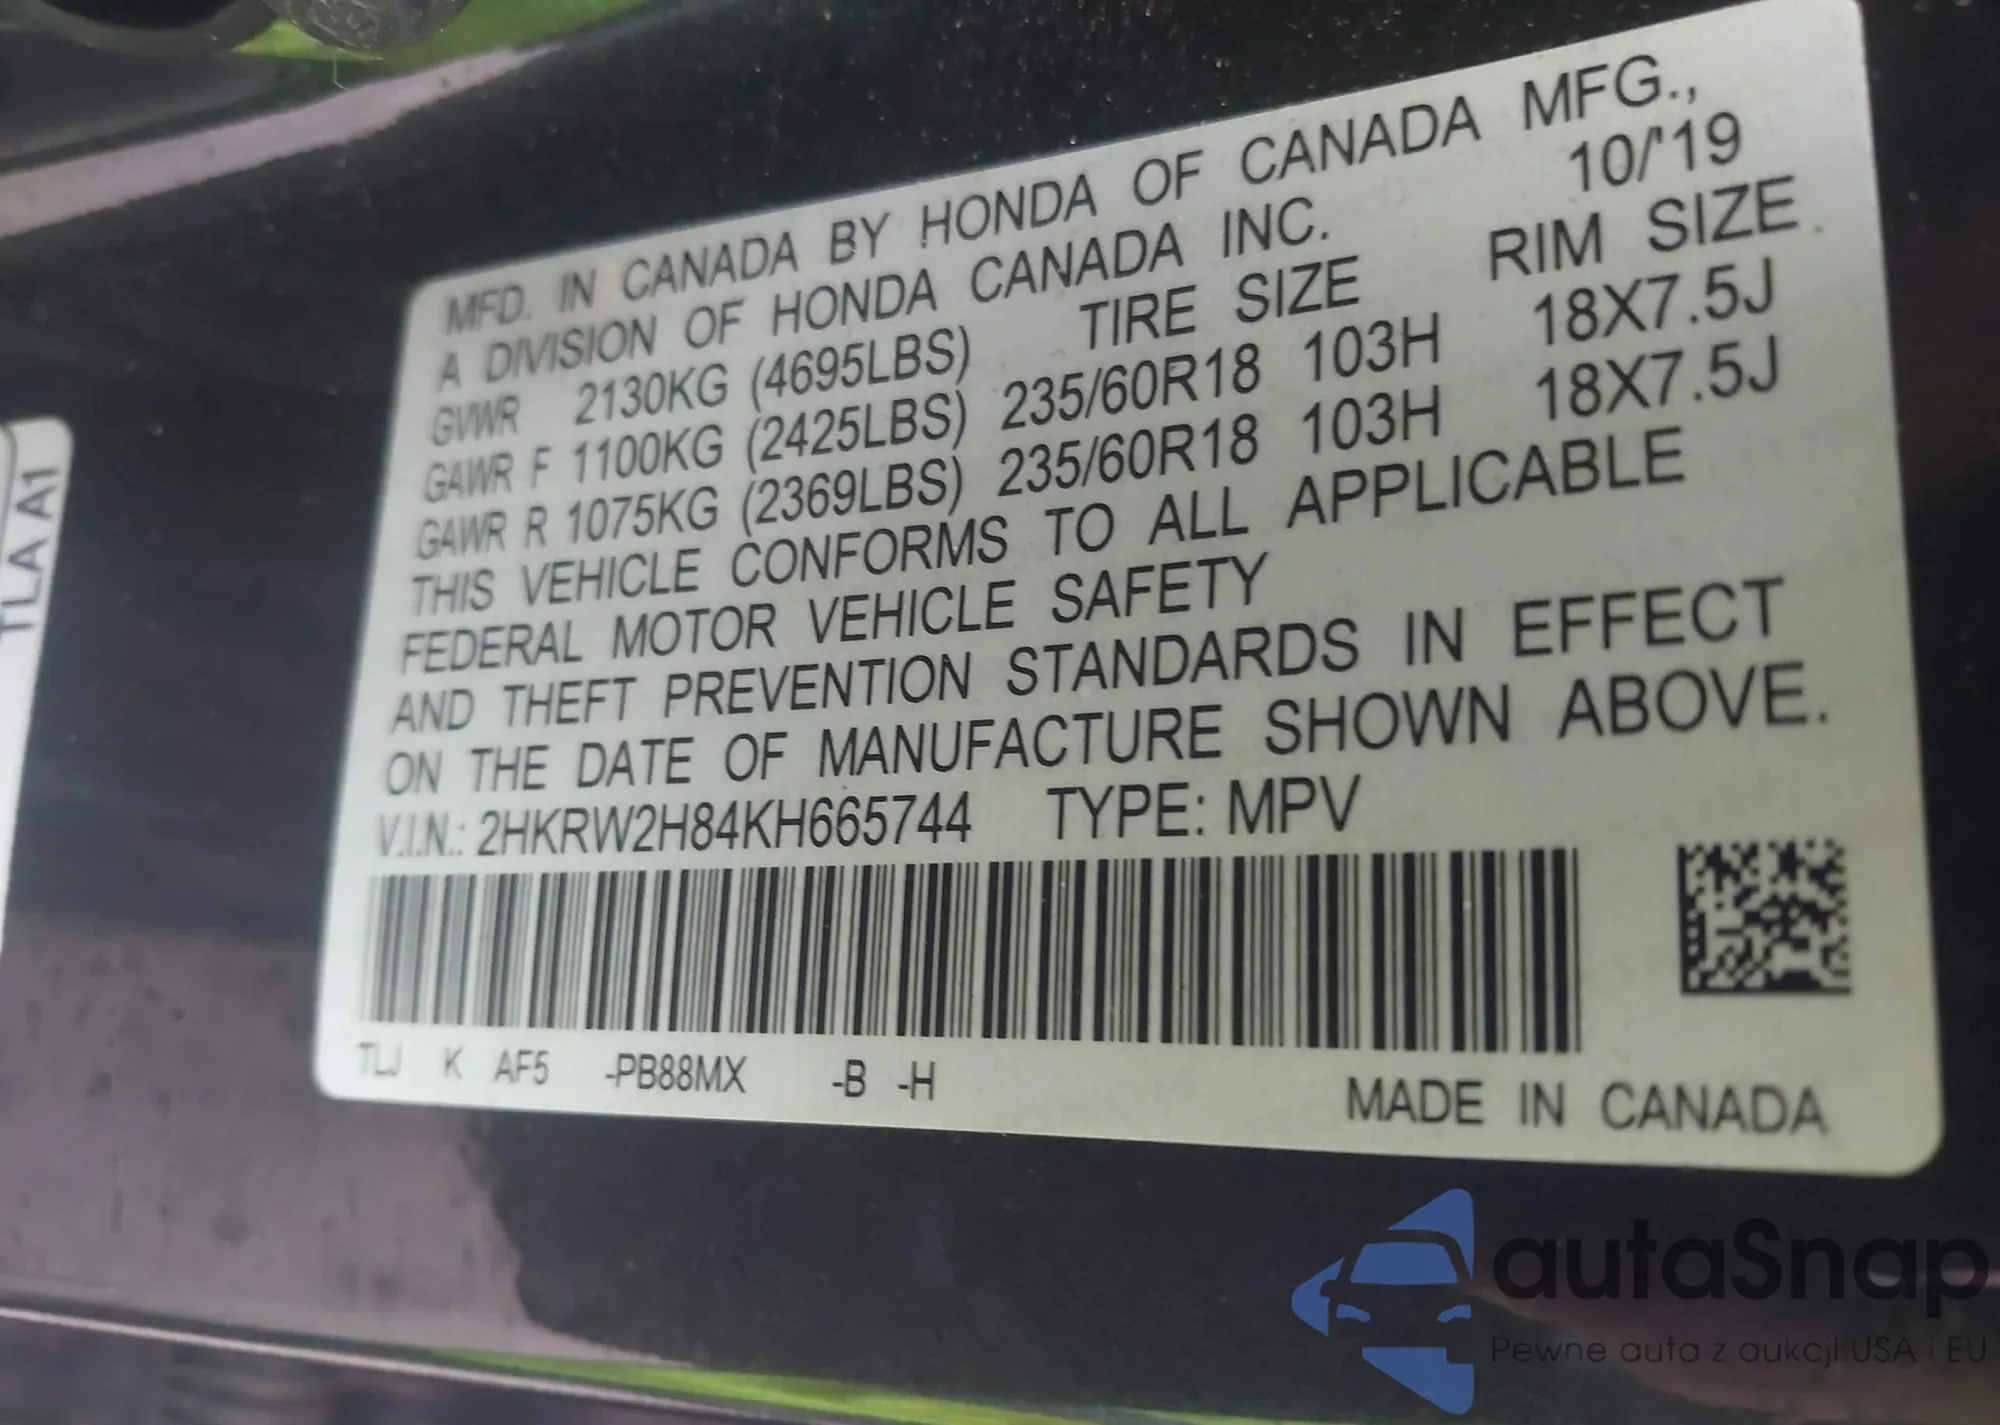 MFD. IN CANADA BY HONDA OF CANADA MFG.,
A DIVISION OF HONDA CANADA INC. 10/'19
TIRE SIZE RIM SIZE
GVWR 2130KG (4695LBS)
GAWR F 1100KG (2425LBS) 235/60R18 103H 18X7.5J
GAWR R 1075KG (2369LBS) 235/60R18 103H 18X7.5J
THIS VEHICLE CONFORMS TO ALL APPLICABLE
FEDERAL MOTOR VEHICLE SAFETY
AND THEFT PREVENTION STANDARDS IN EFFECT
ON THE DATE OF MANUFACTURE SHOWN ABOVE.
V.I.N.: 2HKRW2H84KH665744 TYPE: MPV
TLJ K AF5 -PB88MX -B -H
MADE IN CANADA
TLA A1
autaSnap
Pewne auta z aukcji USA i EU